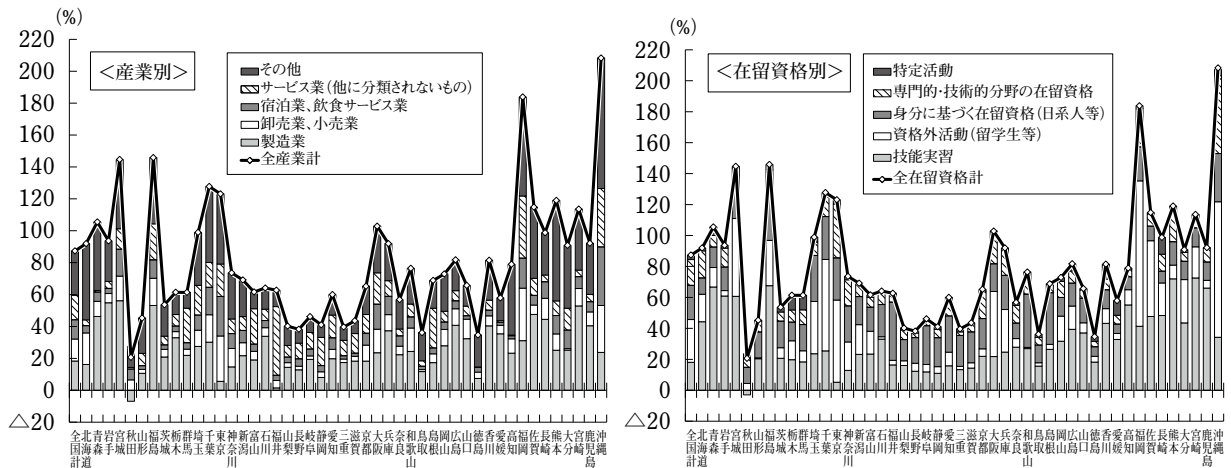 (%)
220
200
180
160
140
120
100
80
60
40
20
0
△20
＜産業別＞
その他
サービス業(他に分類されないもの)
宿泊業、飲食サービス業
卸売業、小売業
製造業
全産業計
全国計
北海道
青森
岩手
宮城
秋田
山形
福島
茨城
栃木
群馬
埼玉
千葉
東京
神奈川
新潟
富山
石川
福井
山梨
長野
岐阜
静岡
愛知
三重
滋賀
京都
大阪
兵庫
奈良
和歌山
鳥取
島根
岡山
広島
山口
徳島
香川
愛媛
高知
福岡
佐賀
長崎
熊本
大分
宮崎
鹿児島
沖縄
(%)
220
200
180
160
140
120
100
80
60
40
20
0
△20
＜在留資格別＞
特定活動
専門的・技術的分野の在留資格
身分に基づく在留資格(日系人等)
資格外活動(留学生等)
技能実習
全在留資格計
全国計
北海道
青森
岩手
宮城
秋田
山形
福島
茨城
栃木
群馬
埼玉
千葉
東京
神奈川
新潟
富山
石川
福井
山梨
長野
岐阜
静岡
愛知
三重
滋賀
京都
大阪
兵庫
奈良
和歌山
鳥取
島根
岡山
広島
山口
徳島
香川
愛媛
高知
福岡
佐賀
長崎
熊本
大分
宮崎
鹿児島
沖縄